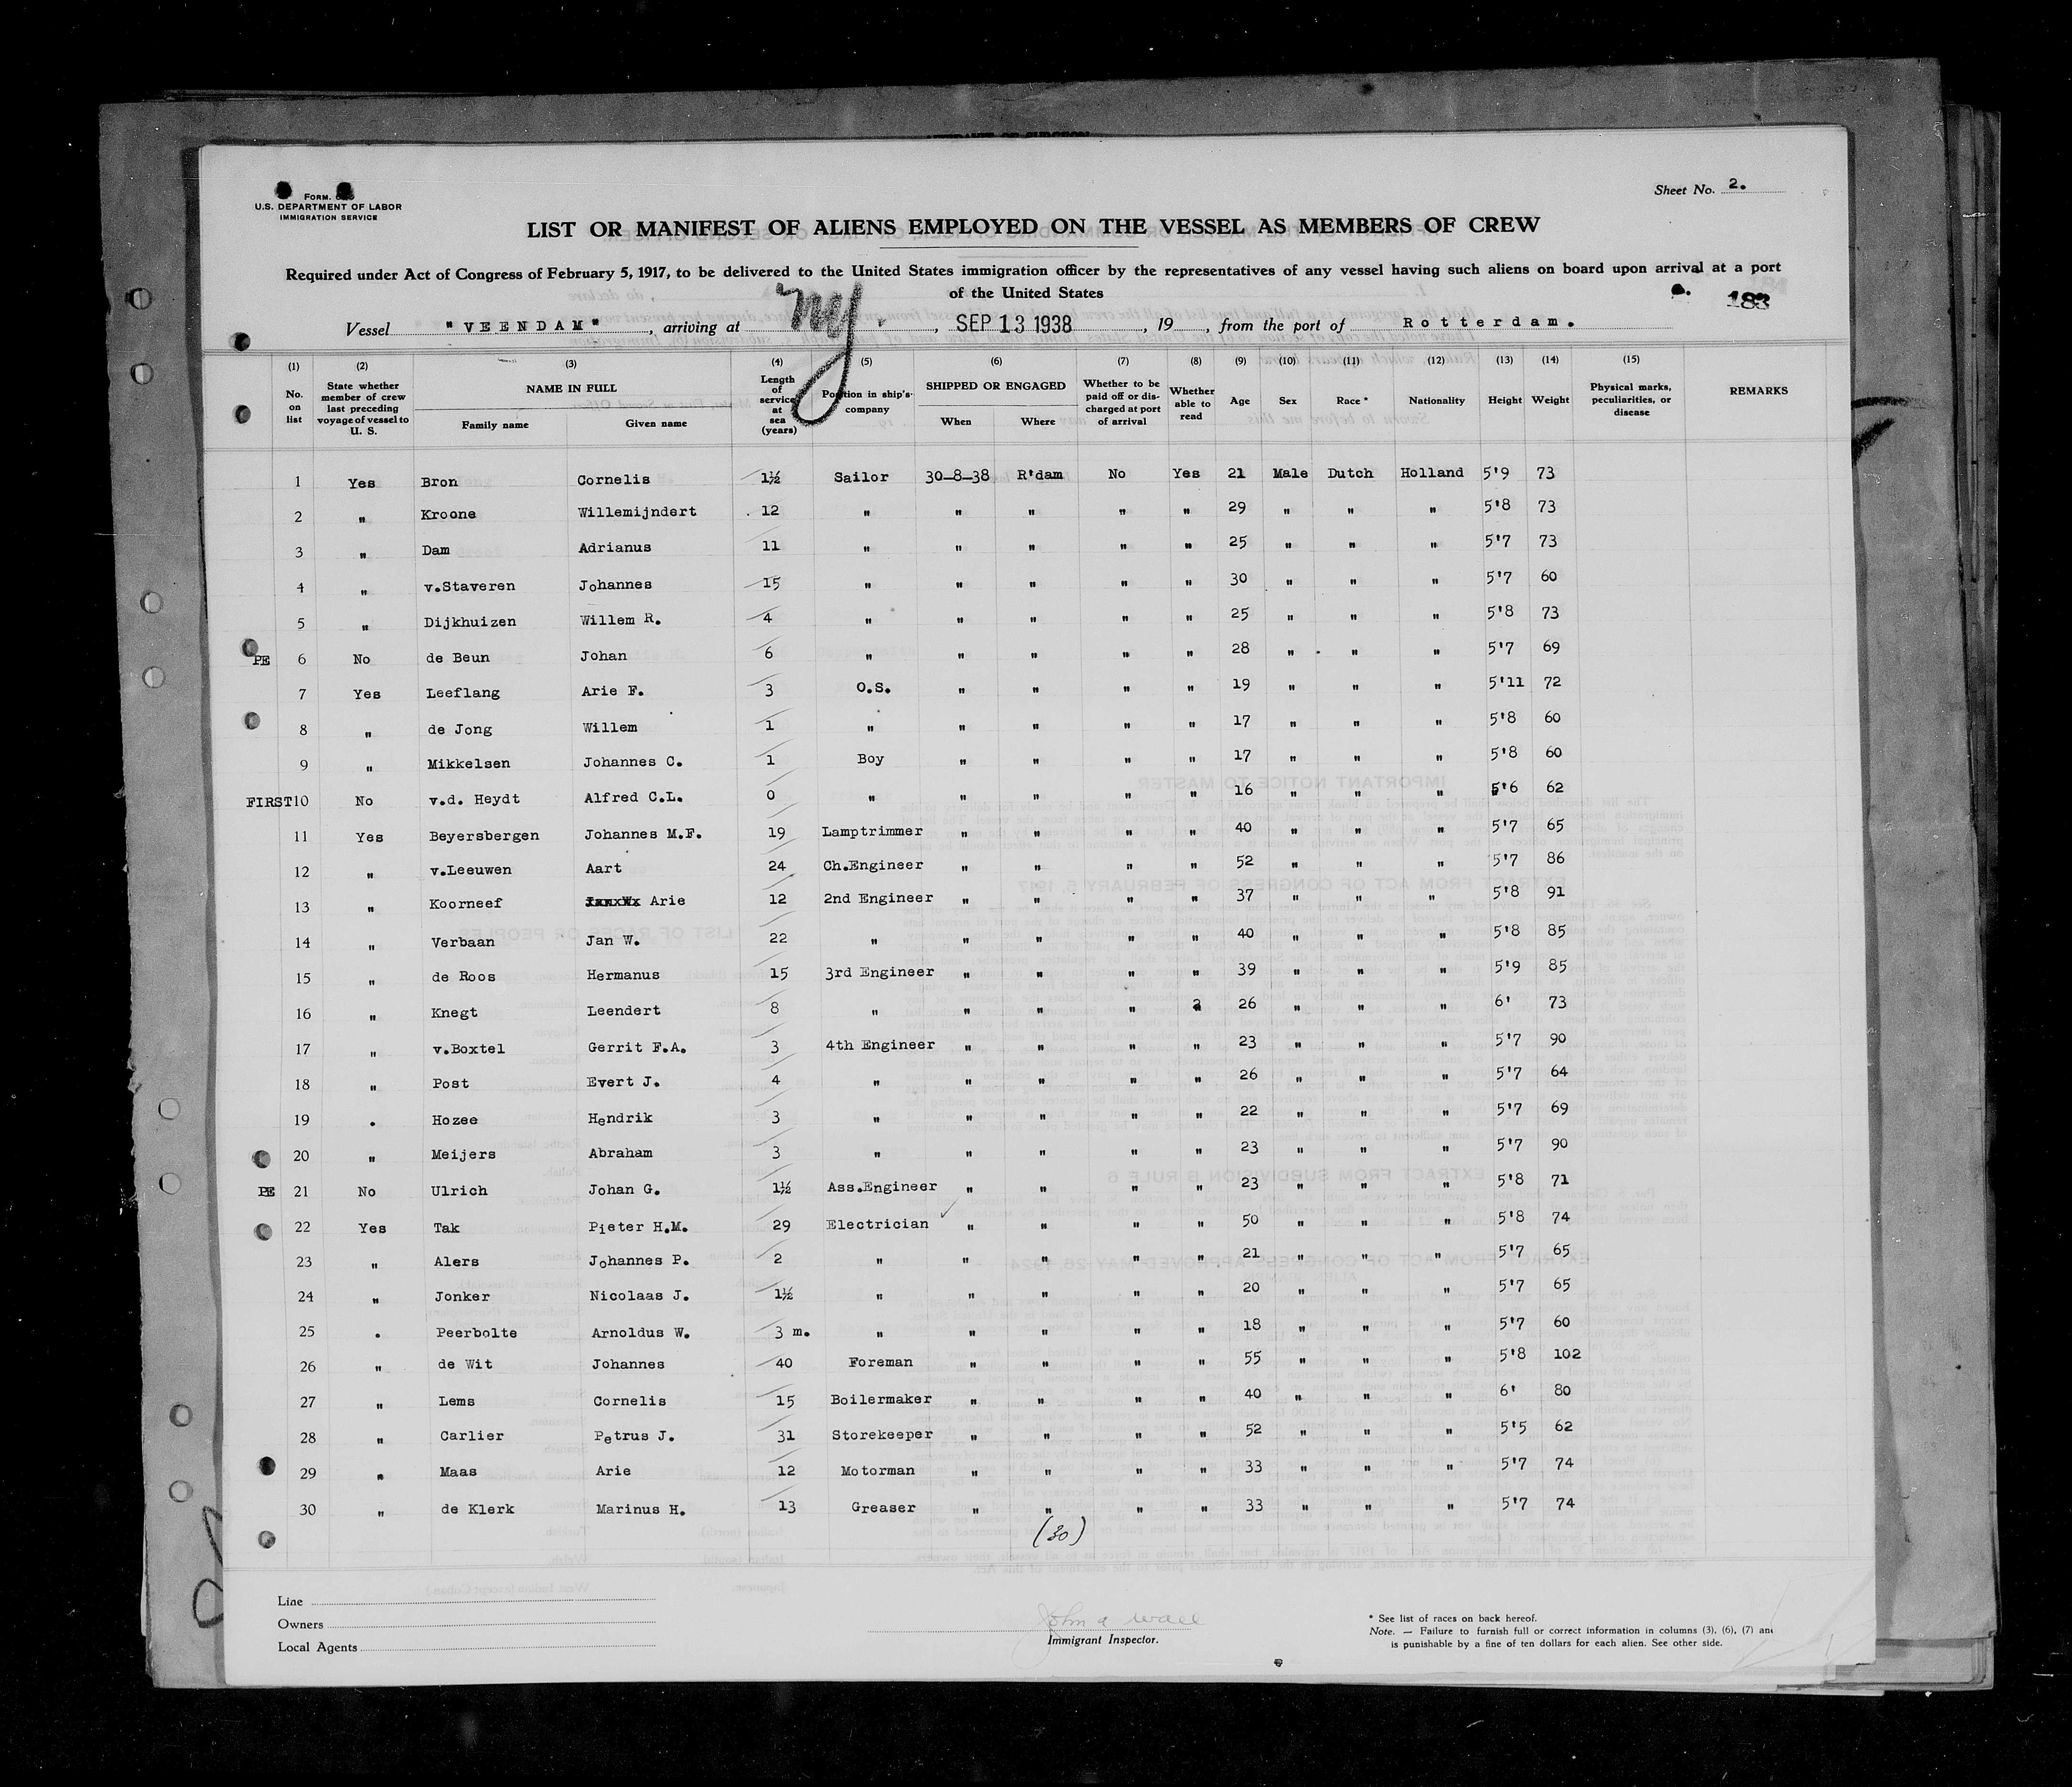 FORM.
U.S. DEPARTMENT OF LABOR
IMMIGRATION SERVICE
Sheet No. 2.
LIST OR MANIFEST OF ALIENS EMPLOYED ON THE VESSEL AS MEMBERS OF CREW
Required under Act of Congress of February 5, 1917, to be delivered to the United States immigration officer by the representatives of any vessel having such aliens on board upon arrival at a port
of the United States
183
Vessel "VEENDAM", arriving at ny, SEP 13 1938, 19, from the port of Rotterdam.
(1) (2) (3) (4) (5) (6) (7) (8) (9) (10) (11) (12) (13) (14) (15)
No. on list State whether member of crew last preceding voyage of vessel to U. S. NAME IN FULL Family name Given name Length of service at sea (years) Position in ship's company SHIPPED OR ENGAGED When Where Whether to be paid off or discharged at port of arrival Whether able to read Age Sex Race * Nationality Height Weight Physical marks, peculiarities, or disease REMARKS
1 Yes Bron Cornelis 1½ Sailor 30-8-38 R'dam No Yes 21 Male Dutch Holland 5'9 73
2 " Kroone Willemijndert 12 " " " " " 29 " " " 5'8 73
3 " Dam Adrianus 11 " " " " " 25 " " " 5'7 73
4 " v.Staveren Johannes 15 " " " " " 30 " " " 5'7 60
5 " Dijkhuizen Willem R. 4 " " " " " 25 " " " 5'8 73
PE 6 No de Beun Johan 6 " " " " " 28 " " " 5'7 69
7 Yes Leeflang Arie F. 3 O.S. " " " " 19 " " " 5'11 72
8 " de Jong Willem 1 " " " " " 17 " " " 5'8 60
9 " Mikkelsen Johannes C. 1 Boy " " " " 17 " " " 5'8 60
FIRST 10 No v.d. Heydt Alfred C.L. 0 " " " " " 16 " " " 5'6 62
11 Yes Beyersbergen Johannes M.F. 19 Lamptrimmer " " " " 40 " " " 5'7 65
12 " v.Leeuwen Aart 24 Ch.Engineer " " " " 52 " " " 5'7 86
13 " Koorneef Arie 12 2nd Engineer " " " " 37 " " " 5'8 91
14 " Verbaan Jan W. 22 " " " " " 40 " " " 5'8 85
15 " de Roos Hermanus 15 3rd Engineer " " " " 39 " " " 5'9 85
16 " Knegt Leendert 8 " " " " 26 " " " 6' 73
17 " v.Boxtel Gerrit F.A. 3 4th Engineer " " " " 23 " " " 5'7 90
18 " Post Evert J. 4 " " " " " 26 " " " 5'7 64
19 . Hozee Hendrik 3 " " " " " 22 " " " 5'7 69
20 " Meijers Abraham 3 " " " " " 23 " " " 5'7 90
PE 21 No Ulrich Johan G. 1½ Ass.Engineer " " " " 23 " " " 5'8 71
22 Yes Tak Pieter H.M. 29 Electrician " " " " 50 " " " 5'8 74
23 " Alers Johannes P. 2 " " " " " 21 " " " 5'7 65
24 " Jonker Nicolaas J. 1½ " " " " " 20 " " " 5'7 65
25 . Peerbolte Arnoldus W. 3 m. " " " " " 18 " " " 5'7 60
26 " de Wit Johannes 40 Foreman " " " " 55 " " " 5'8 102
27 " Lems Cornelis 15 Boilermaker " " " " 40 " " " 6' 80
28 " Carlier Petrus J. 31 Storekeeper " " " " 52 " " " 5'5 62
29 " Maas Arie 12 Motorman " " " " 33 " " " 5'7 74
30 " de Klerk Marinus H. 13 Greaser " " " " 33 " " " 5'7 74
(30)
Line
Owners
Local Agents
John a Wall
Immigrant Inspector.
* See list of races on back hereof.
Note. — Failure to furnish full or correct information in columns (3), (6), (7) and
is punishable by a fine of ten dollars for each alien. See other side.